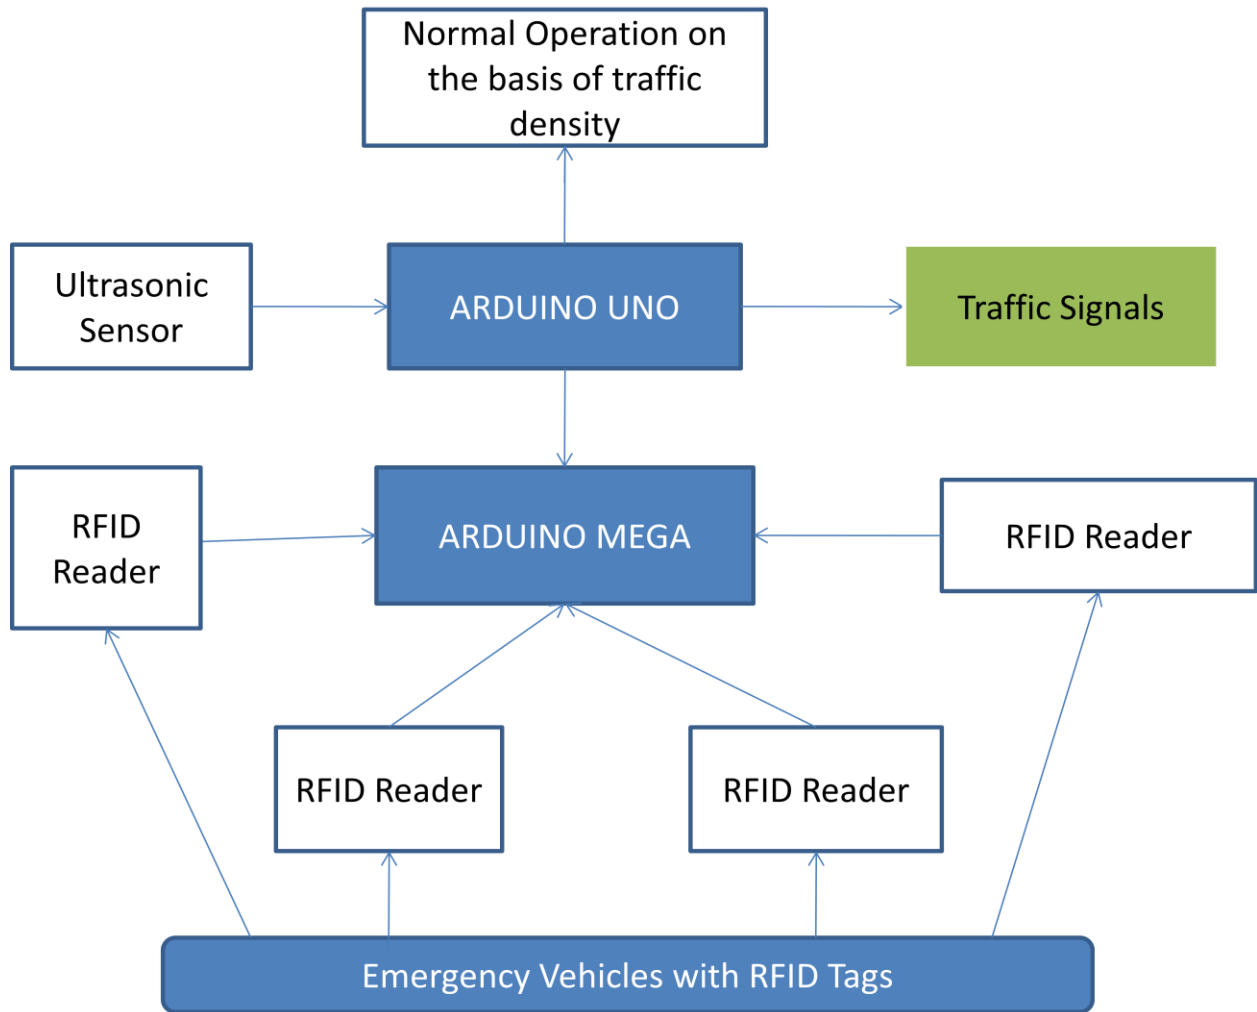 Normal Operation on
the basis of traffic
density
Ultrasonic
Sensor
ARDUINO UNO
Traffic Signals
RFID
Reader
ARDUINO MEGA
RFID Reader
RFID Reader
RFID Reader
Emergency Vehicles with RFID Tags